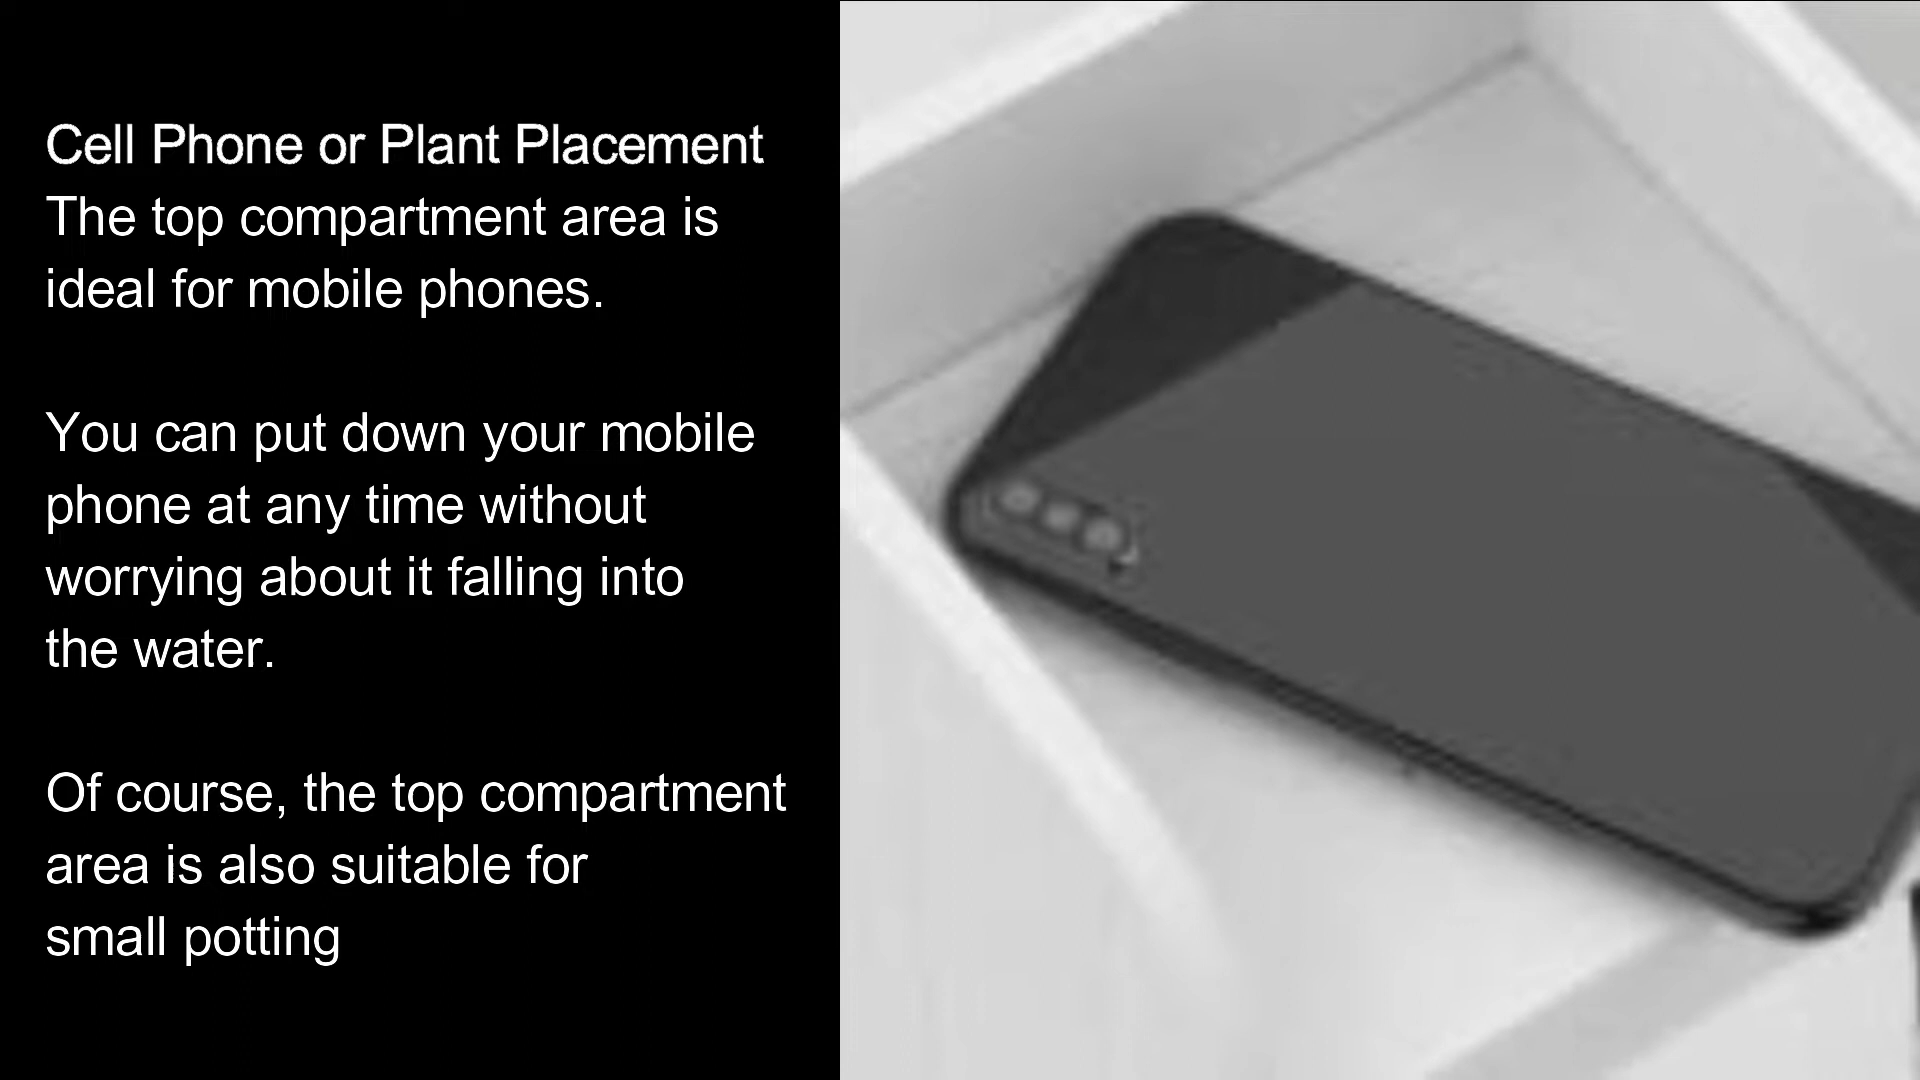 Cell Phone or Plant Placement
The top compartment area is
ideal for mobile phones.
You can put down your mobile
phone at any time without
worrying about it falling into
the water.
Of course, the top compartment
area is also suitable for
small potting